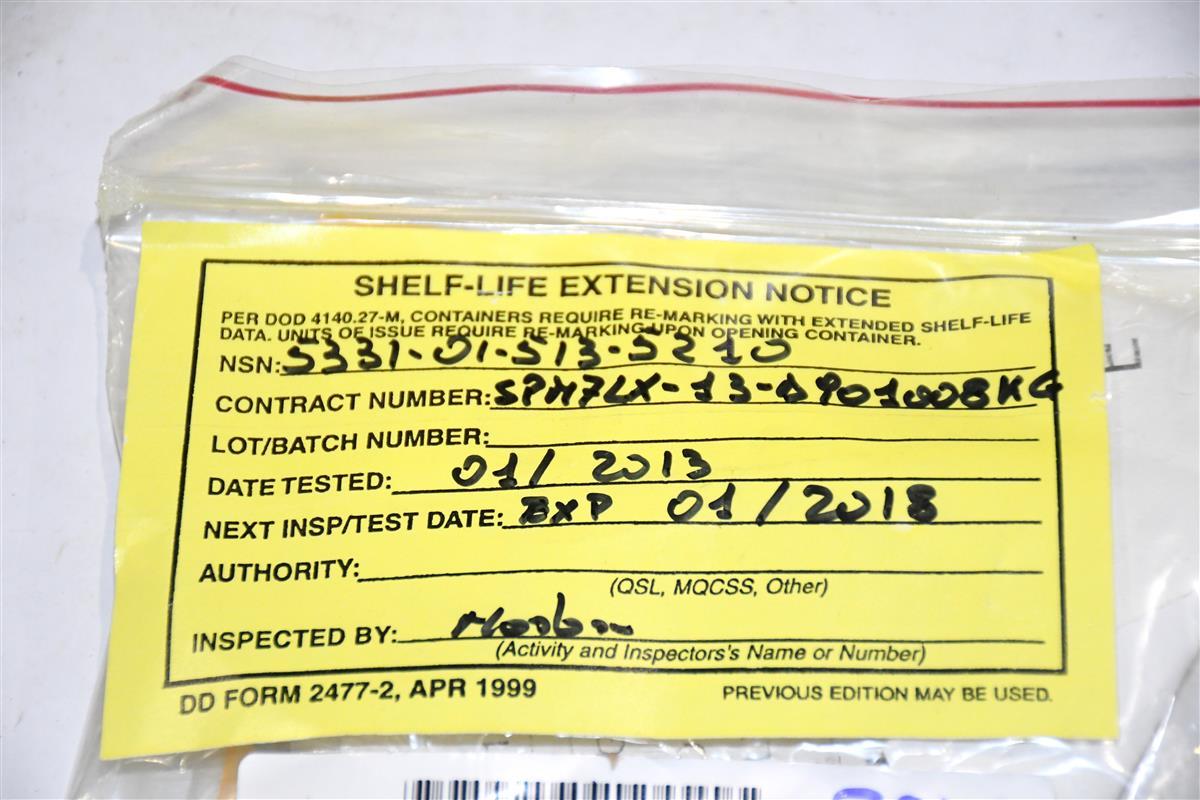 SHELF-LIFE EXTENSION NOTICE
PER DOD 4140.27-M, CONTAINERS REQUIRE RE-MARKING WITH EXTENDED SHELF-LIFE
DATA. UNITS OF ISSUE REQUIRE RE-MARKING UPON OPENING CONTAINER.
NSN: 5331-01-513-5210
CONTRACT NUMBER: SPM7LX-13-D901008KG
LOT/BATCH NUMBER:
DATE TESTED: 01/2013
NEXT INSP/TEST DATE: EXP 01/2018
AUTHORITY:
(QSL, MQCSS, Other)
INSPECTED BY:
(Activity and Inspectors's Name or Number)
DD FORM 2477-2, APR 1999
PREVIOUS EDITION MAY BE USED.